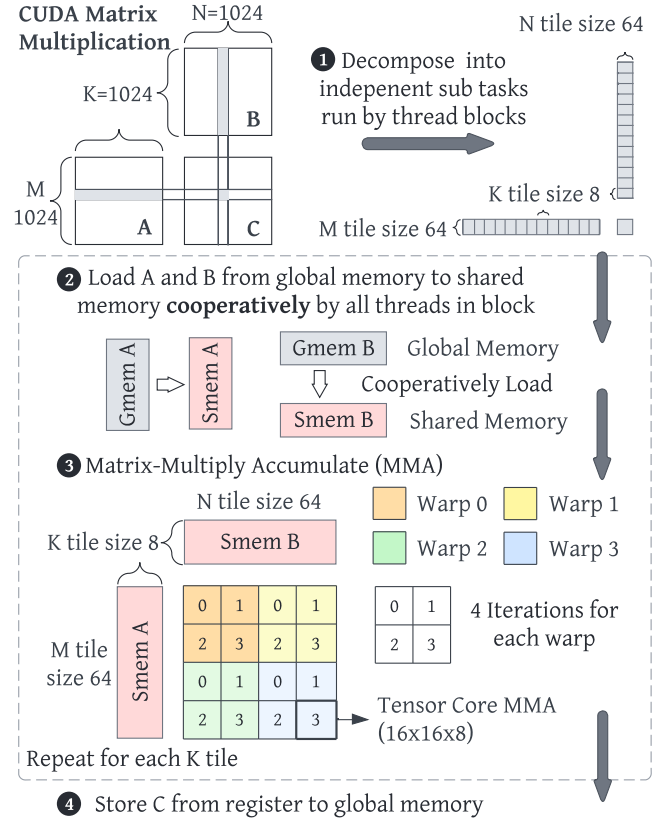 CUDA Matrix
Multiplication
N=1024
K=1024
B
M
1024
A
C
1 Decompose into
indepenent sub tasks
run by thread blocks
N tile size 64
K tile size 8
M tile size 64
2 Load A and B from global memory to shared
memory cooperatively by all threads in block
Gmem A
Smem A
Gmem B
Global Memory
Cooperatively Load
Smem B
Shared Memory
3 Matrix-Multiply Accumulate (MMA)
N tile size 64
K tile size 8
Smem B
Warp 0
Warp 1
Warp 2
Warp 3
Smem A
M tile
size 64
0 1 0 1
2 3 2 3
0 1 0 1
2 3 2 3
0 1
2 3
4 Iterations for
each warp
Tensor Core MMA
(16x16x8)
Repeat for each K tile
4 Store C from register to global memory